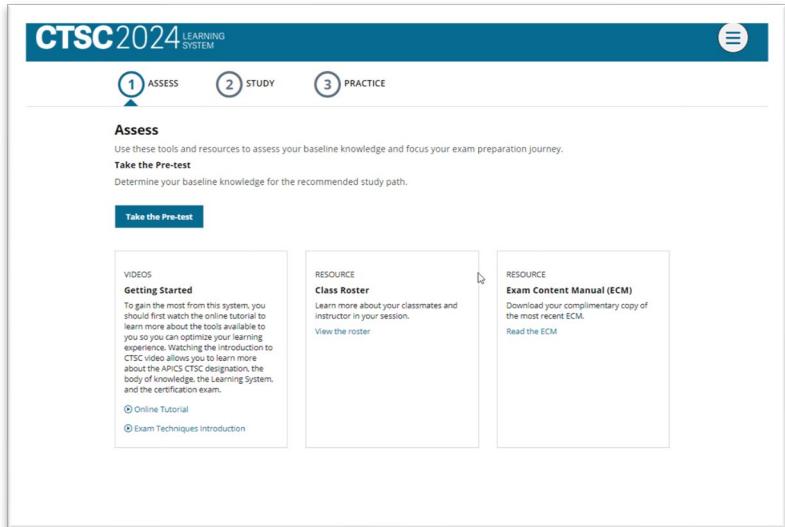 CTSC2024 LEARNING SYSTEM
1 ASSESS 2 STUDY 3 PRACTICE
Assess
Use these tools and resources to assess your baseline knowledge and focus your exam preparation journey.
Take the Pre-test
Determine your baseline knowledge for the recommended study path.
Take the Pre-test
VIDEOS
Getting Started
To gain the most from this system, you
should first watch the online tutorial to
learn more about the tools available to
you so you can optimize your learning
experience. Watching the introduction to
CTSC video allows you to learn more
about the APICS CTSC designation, the
body of knowledge, the Learning System,
and the certification exam.
Online Tutorial
Exam Techniques Introduction
RESOURCE
Class Roster
Learn more about your classmates and
instructor in your session.
View the roster
RESOURCE
Exam Content Manual (ECM)
Download your complimentary copy of
the most recent ECM.
Read the ECM